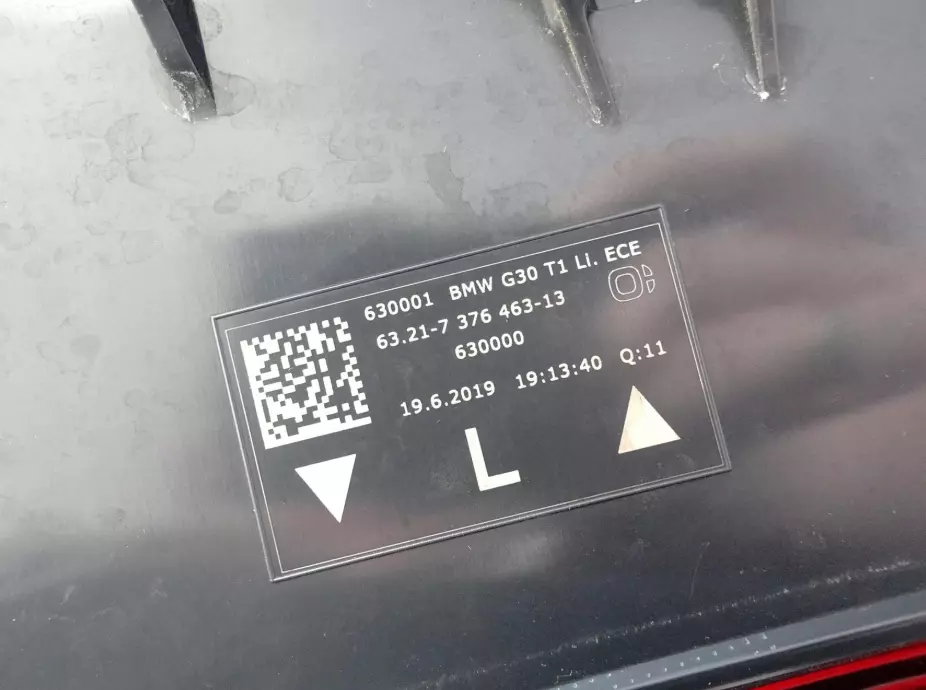 630001 BMW G30 T1 Li. ECE
63.21-7 376 463-13
630000
19.6.2019 19:13:40 Q:11
L